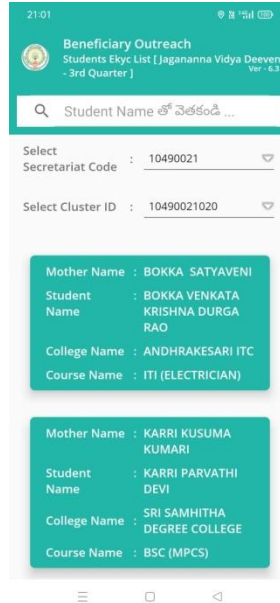 21:01
Beneficiary Outreach
Students Ekyc List [ Jagananna Vidya Deeven
- 3rd Quarter ]
Ver - 6.3
Student Name తో వెతకండి ...
Select
Secretariat Code : 10490021
Select Cluster ID : 10490021020
Mother Name : BOKKA SATYAVENI
Student : BOKKA VENKATA
Name KRISHNA DURGA
RAO
College Name : ANDHRAKESARI ITC
Course Name : ITI (ELECTRICIAN)
Mother Name : KARRI KUSUMA
KUMARI
Student : KARRI PARVATHI
Name DEVI
College Name : SRI SAMHITHA
DEGREE COLLEGE
Course Name : BSC (MPCS)